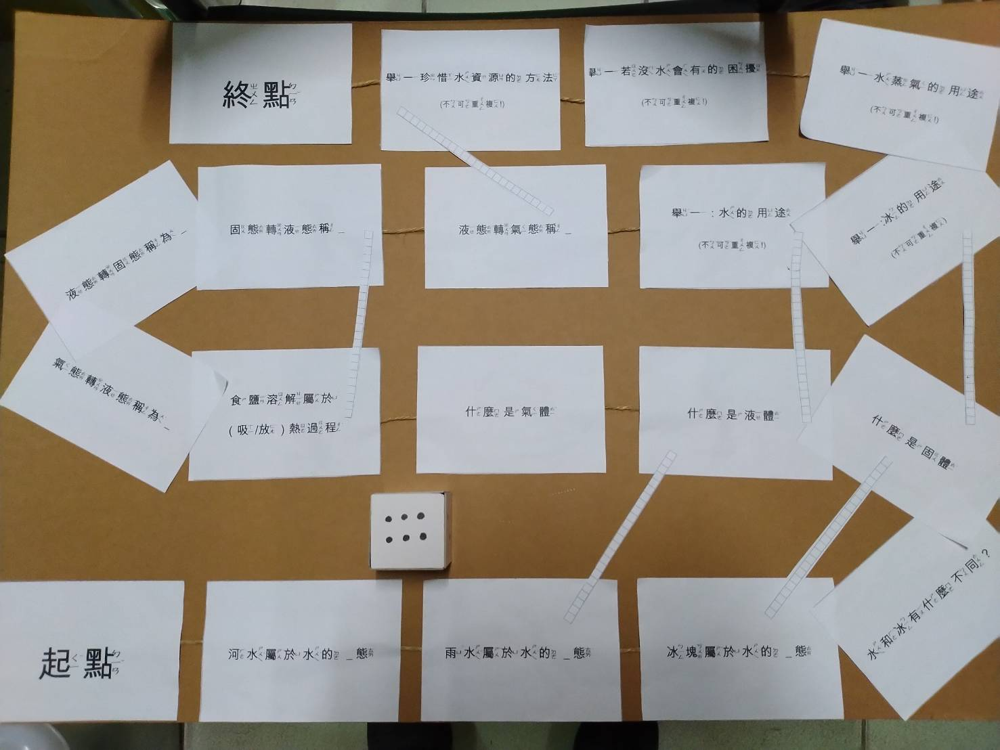 終點
舉一珍惜水資源的方法
(不可重複!)
舉一若沒水會有的困擾
(不可重複!)
舉一水蒸氣的用途
(不可重複!)
液態轉固態稱為_
固態轉液態稱_
液態轉氣態稱_
舉一:水的用途
(不可重複!)
舉一:冰的用途
(不可重複!)
氣態轉液態稱為_
食鹽溶解屬於
(吸/放)熱過程
什麼是氣體
什麼是液體
什麼是固體
起點
河水屬於水的_態
雨水屬於水的_態
冰塊屬於水的_態
水和冰有什麼不同?